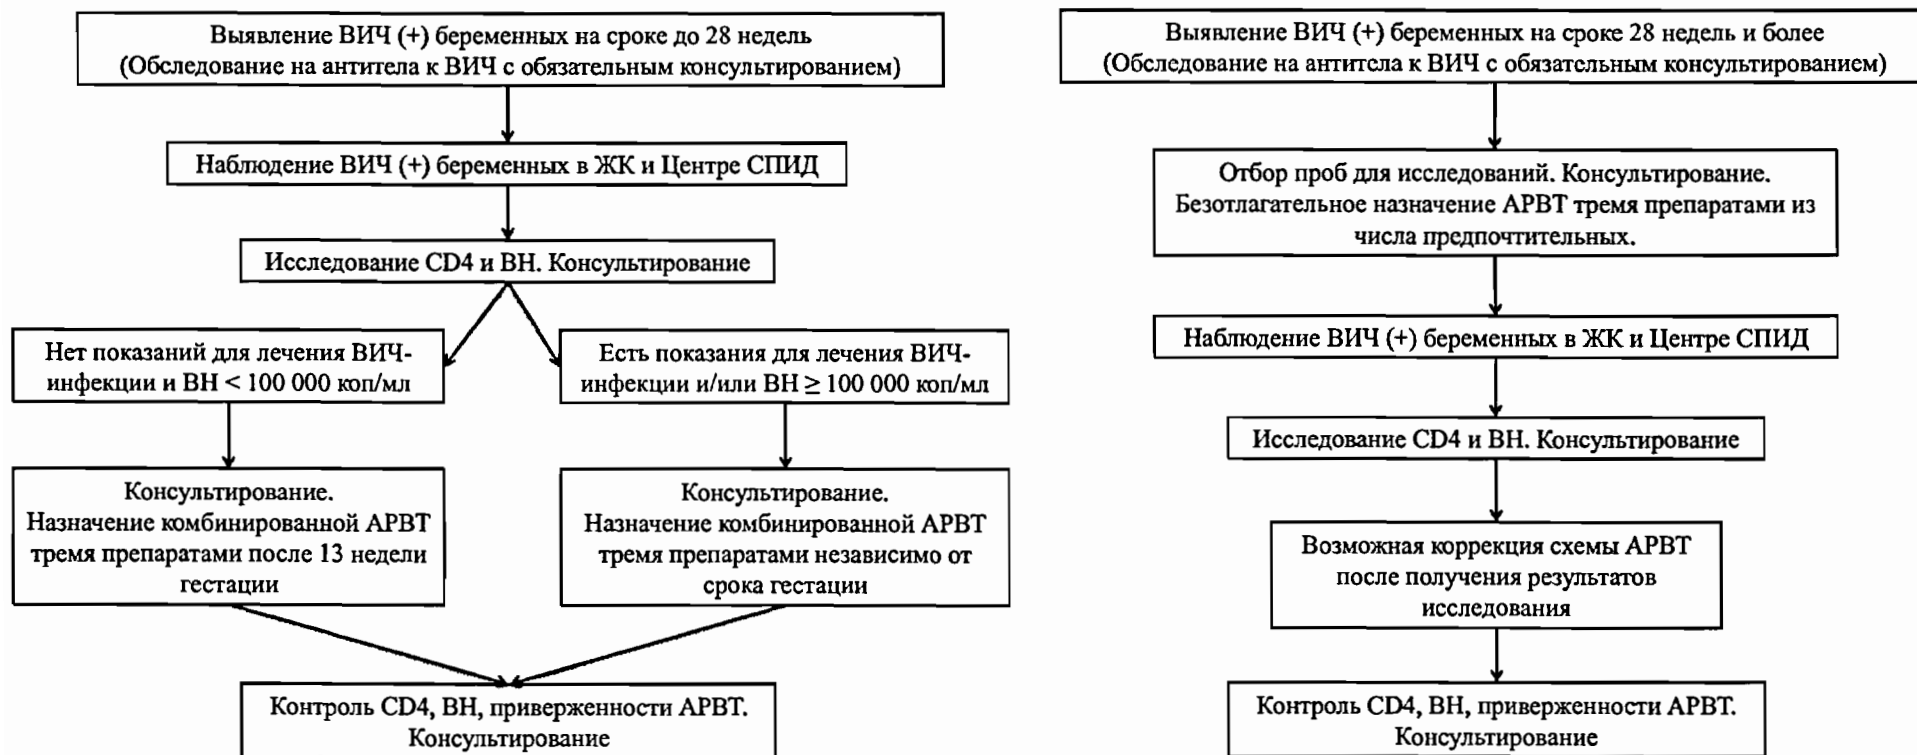 Выявление ВИЧ (+) беременных на сроке до 28 недель
(Обследование на антитела к ВИЧ с обязательным консультированием)
Наблюдение ВИЧ (+) беременных в ЖК и Центре СПИД
Исследование CD4 и ВН. Консультирование
Нет показаний для лечения ВИЧ-
инфекции и ВН < 100 000 коп/мл
Есть показания для лечения ВИЧ-
инфекции и/или ВН ≥ 100 000 коп/мл
Консультирование.
Назначение комбинированной АРВТ
тремя препаратами после 13 недели
гестации
Консультирование.
Назначение комбинированной АРВТ
тремя препаратами независимо от
срока гестации
Контроль CD4, ВН, приверженности АРВТ.
Консультирование
Выявление ВИЧ (+) беременных на сроке 28 недель и более
(Обследование на антитела к ВИЧ с обязательным консультированием)
Отбор проб для исследований. Консультирование.
Безотлагательное назначение АРВТ тремя препаратами из
числа предпочтительных.
Наблюдение ВИЧ (+) беременных в ЖК и Центре СПИД
Исследование CD4 и ВН. Консультирование
Возможная коррекция схемы АРВТ
после получения результатов
исследования
Контроль CD4, ВН, приверженности АРВТ.
Консультирование